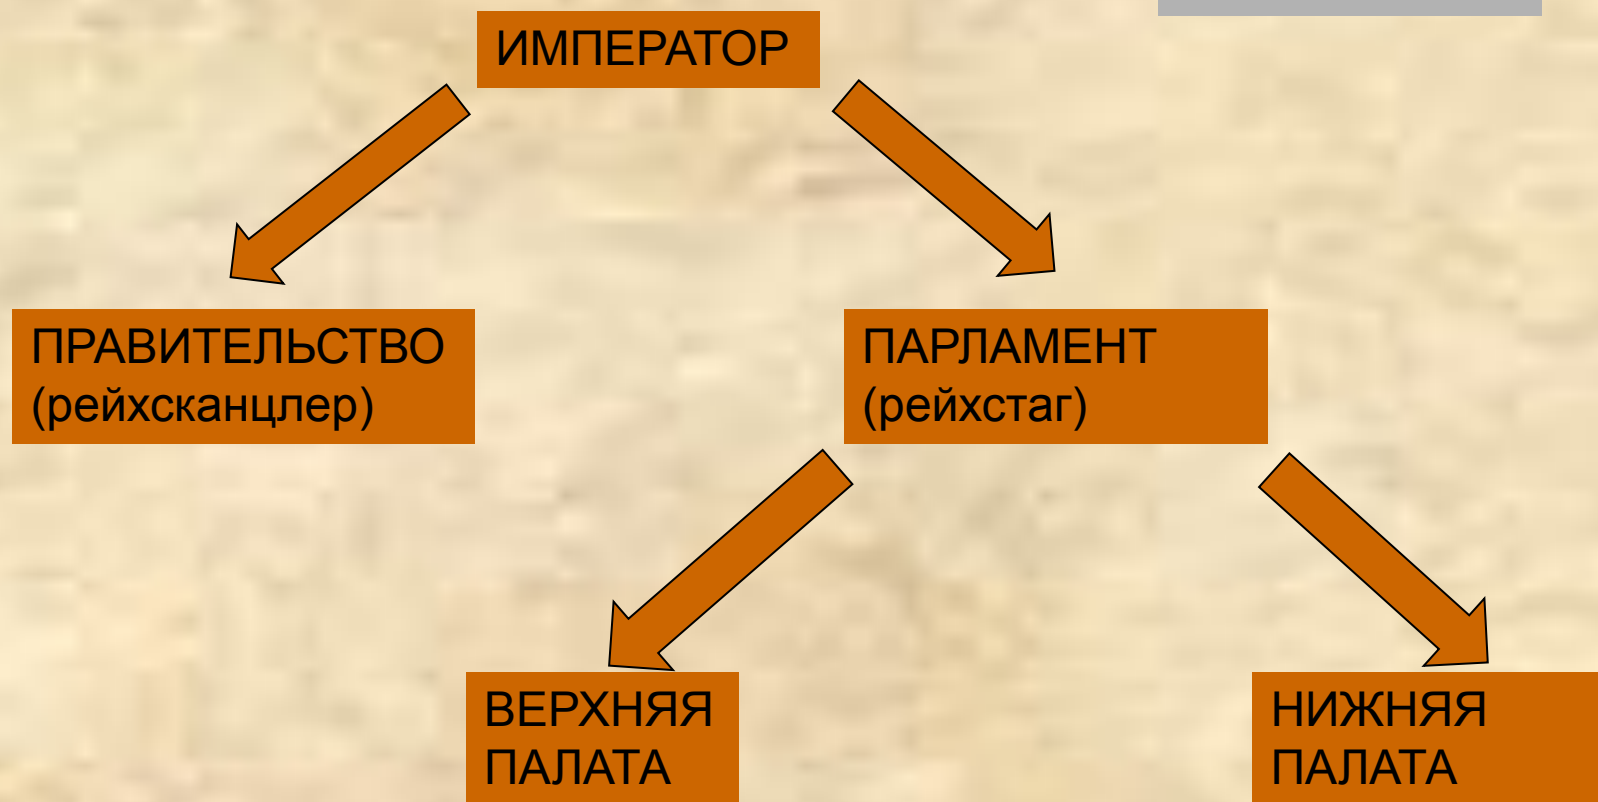 ИМПЕРАТОР
ПРАВИТЕЛЬСТВО
(рейхсканцлер)
ПАРЛАМЕНТ
(рейхстаг)
ВЕРХНЯЯ
ПАЛАТА
НИЖНЯЯ
ПАЛАТА